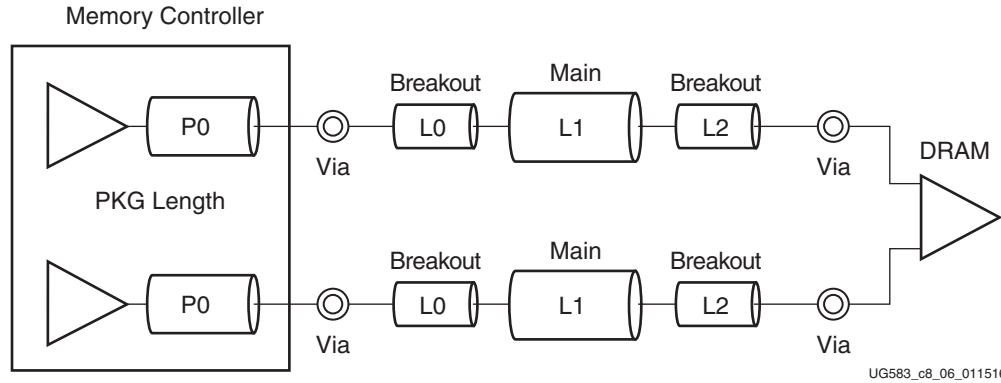 Memory Controller
Breakout Main Breakout
P0 L0 L1 L2
Via Via DRAM
PKG Length
Breakout Main Breakout
P0 L0 L1 L2
Via Via
UG583_c8_06_011516